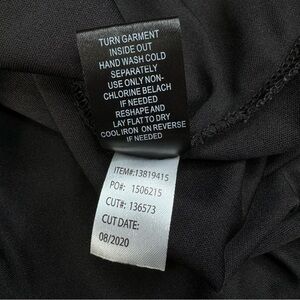 TURN GARMENT
INSIDE OUT
HAND WASH COLD
SEPARATELY
USE ONLY NON-
CHLORINE BELACH
IF NEEDED
RESHAPE AND
LAY FLAT TO DRY
COOL IRON ON REVERSE
IF NEEDED
ITEM#:13819415
PO#: 1506215
CUT#: 136573
CUT DATE:
08/2020